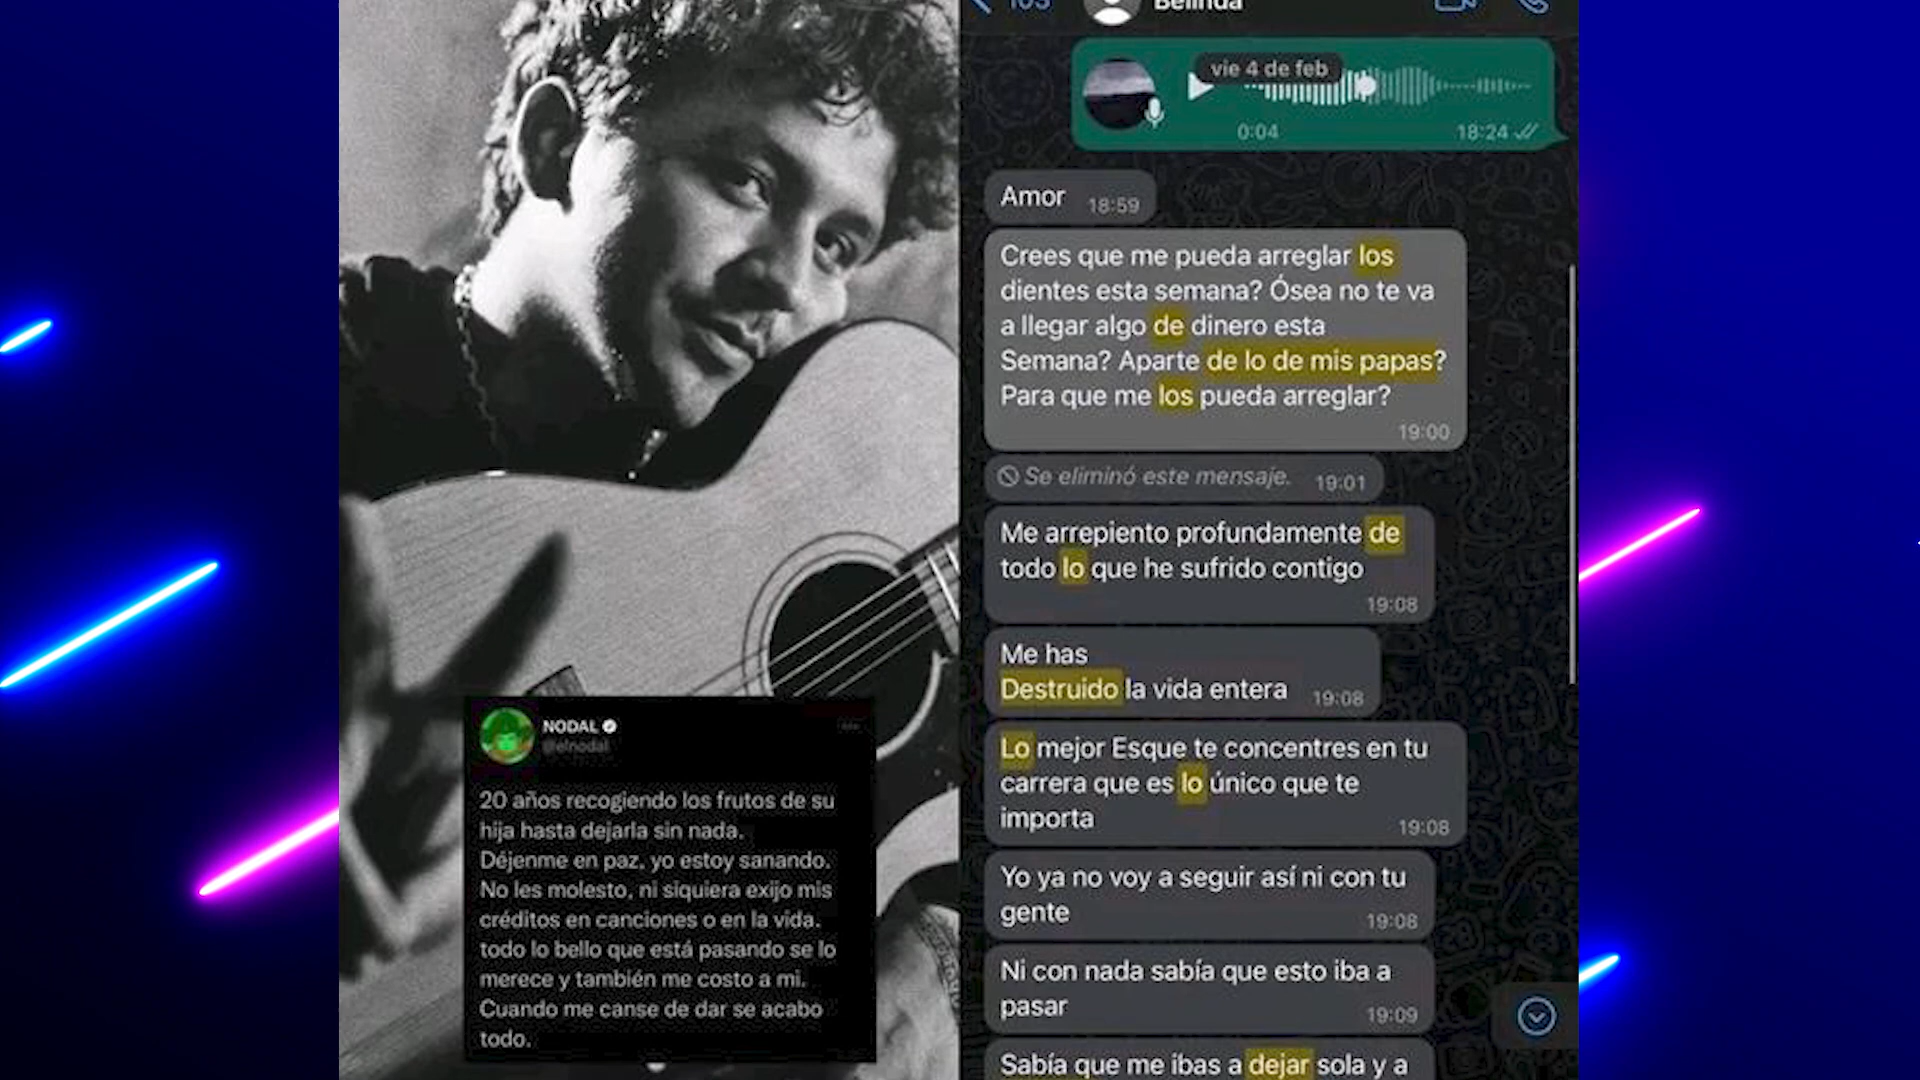 NODAL
@elnodal
20 años recogiendo los frutos de su
hija hasta dejarla sin nada.
Déjenme en paz, yo estoy sanando.
No les molesto, ni siquiera exijo mis
créditos en canciones o en la vida.
todo lo bello que está pasando se lo
merece y también me costo a mi.
Cuando me canse de dar se acabo
todo.
103
Belinda
vie 4 de feb
0:04
18:24
Amor
18:59
Crees que me pueda arreglar los
dientes esta semana? Ósea no te va
a llegar algo de dinero esta
Semana? Aparte de lo de mis papas?
Para que me los pueda arreglar?
19:00
Se eliminó este mensaje.
19:01
Me arrepiento profundamente de
todo lo que he sufrido contigo
19:08
Me has
Destruido la vida entera
19:08
Lo mejor Esque te concentres en tu
carrera que es lo único que te
importa
19:08
Yo ya no voy a seguir así ni con tu
gente
19:08
Ni con nada sabía que esto iba a
pasar
19:09
Sabía que me ibas a dejar sola y a